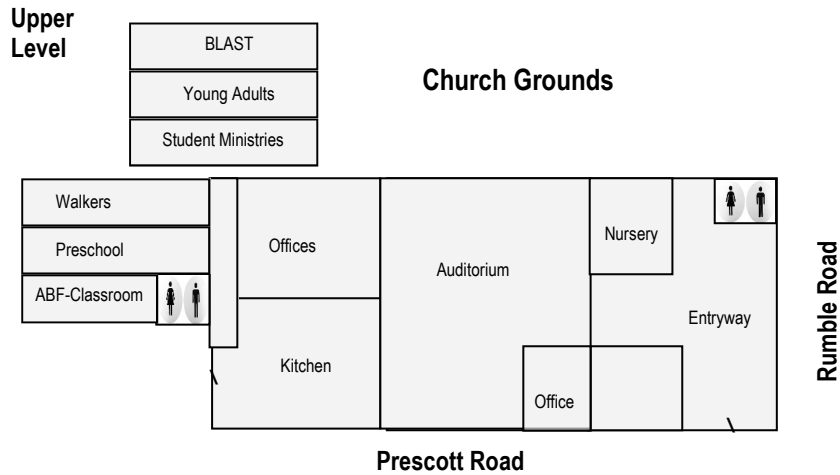 Upper
Level
BLAST
Church Grounds
Young Adults
Student Ministries
Walkers
Preschool
ABF-Classroom
Offices
Auditorium
Nursery
Entryway
Rumble Road
Kitchen
Office
Prescott Road